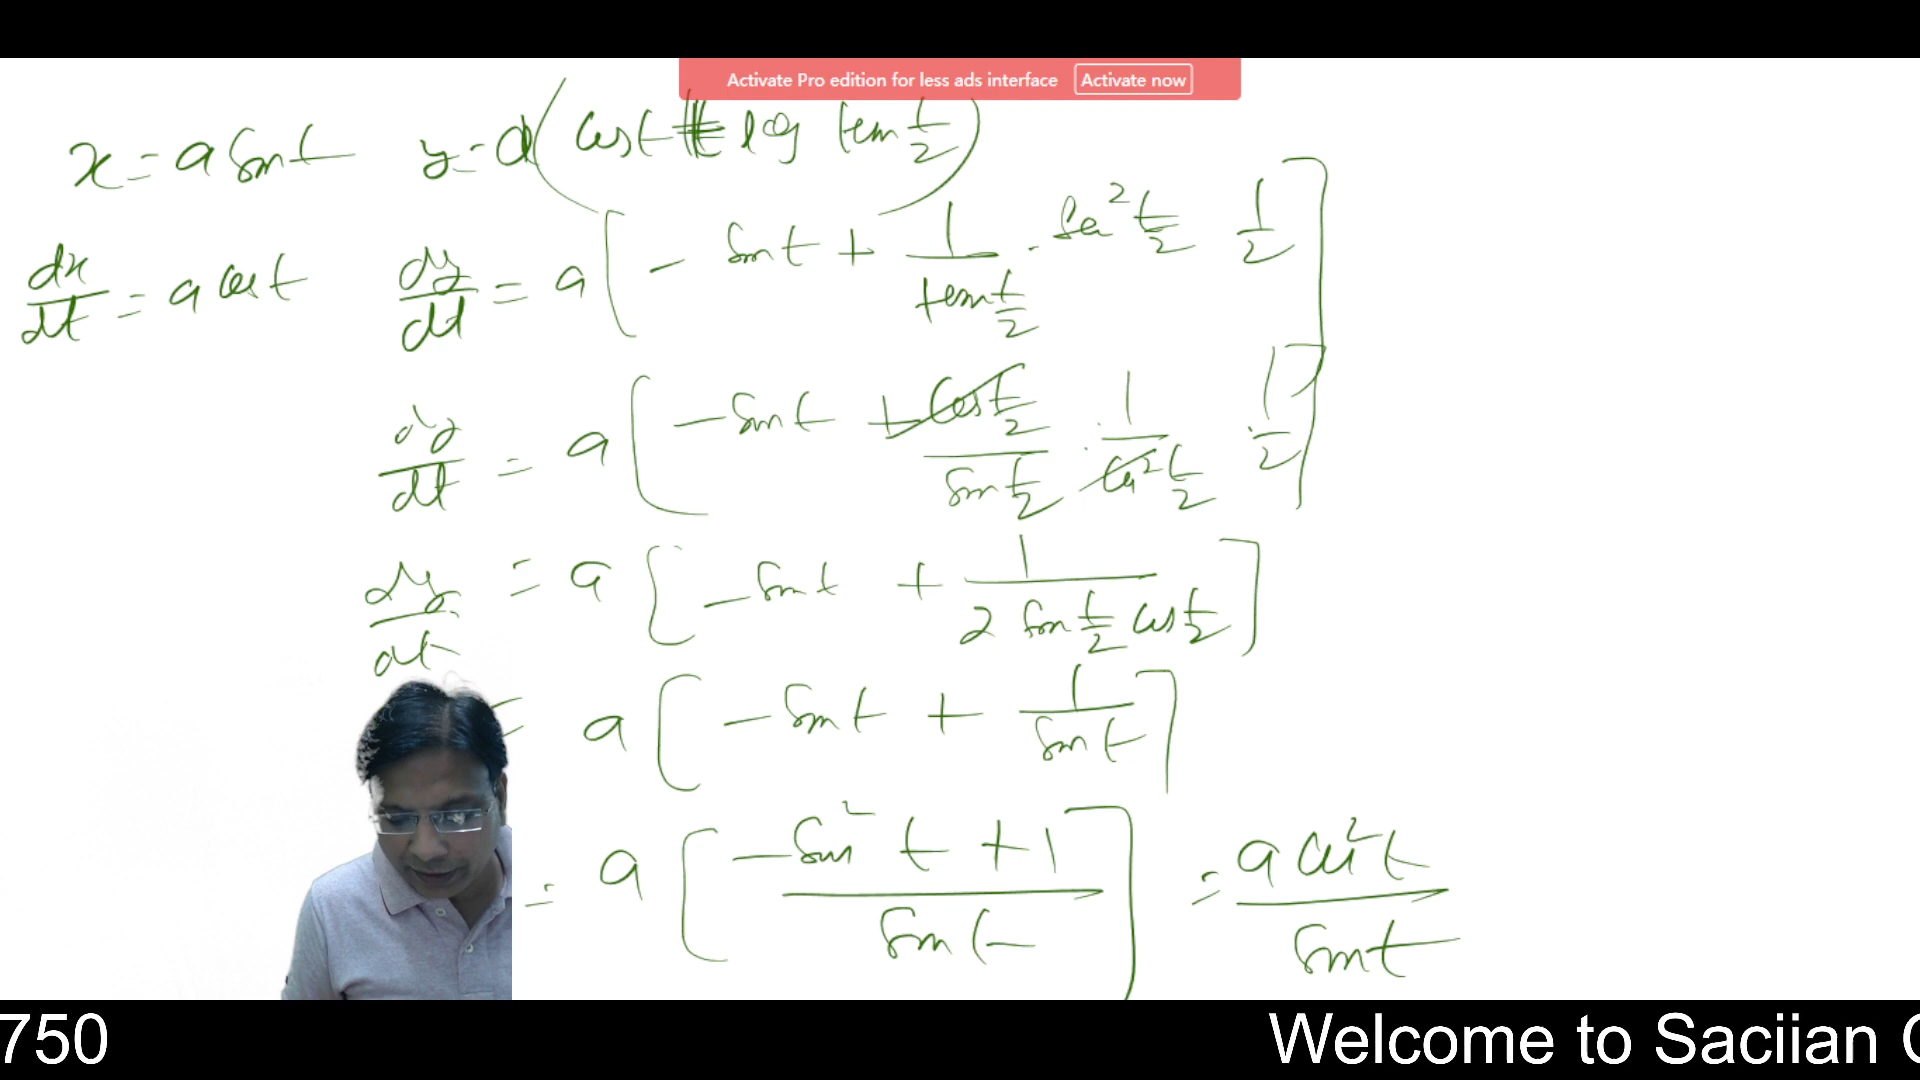 Activate Pro edition for less ads interface Activate now
x = a sin t y = a(cos t + log tan t/2)
dx/dt = a cos t dy/dt = a[- sin t + 1/tan t/2 · sec² t/2 1/2]
dy/dt = a[- sin t + cos t/2 / sin t/2 · 1/cos² t/2 · 1/2]
dy/dt = a[- sin t + 1/2 sin t/2 cos t/2]
= a[- sin t + 1/sin t]
= a[- sin² t + 1 / sin t] = a cos² t / sin t
750 Welcome to Saciian